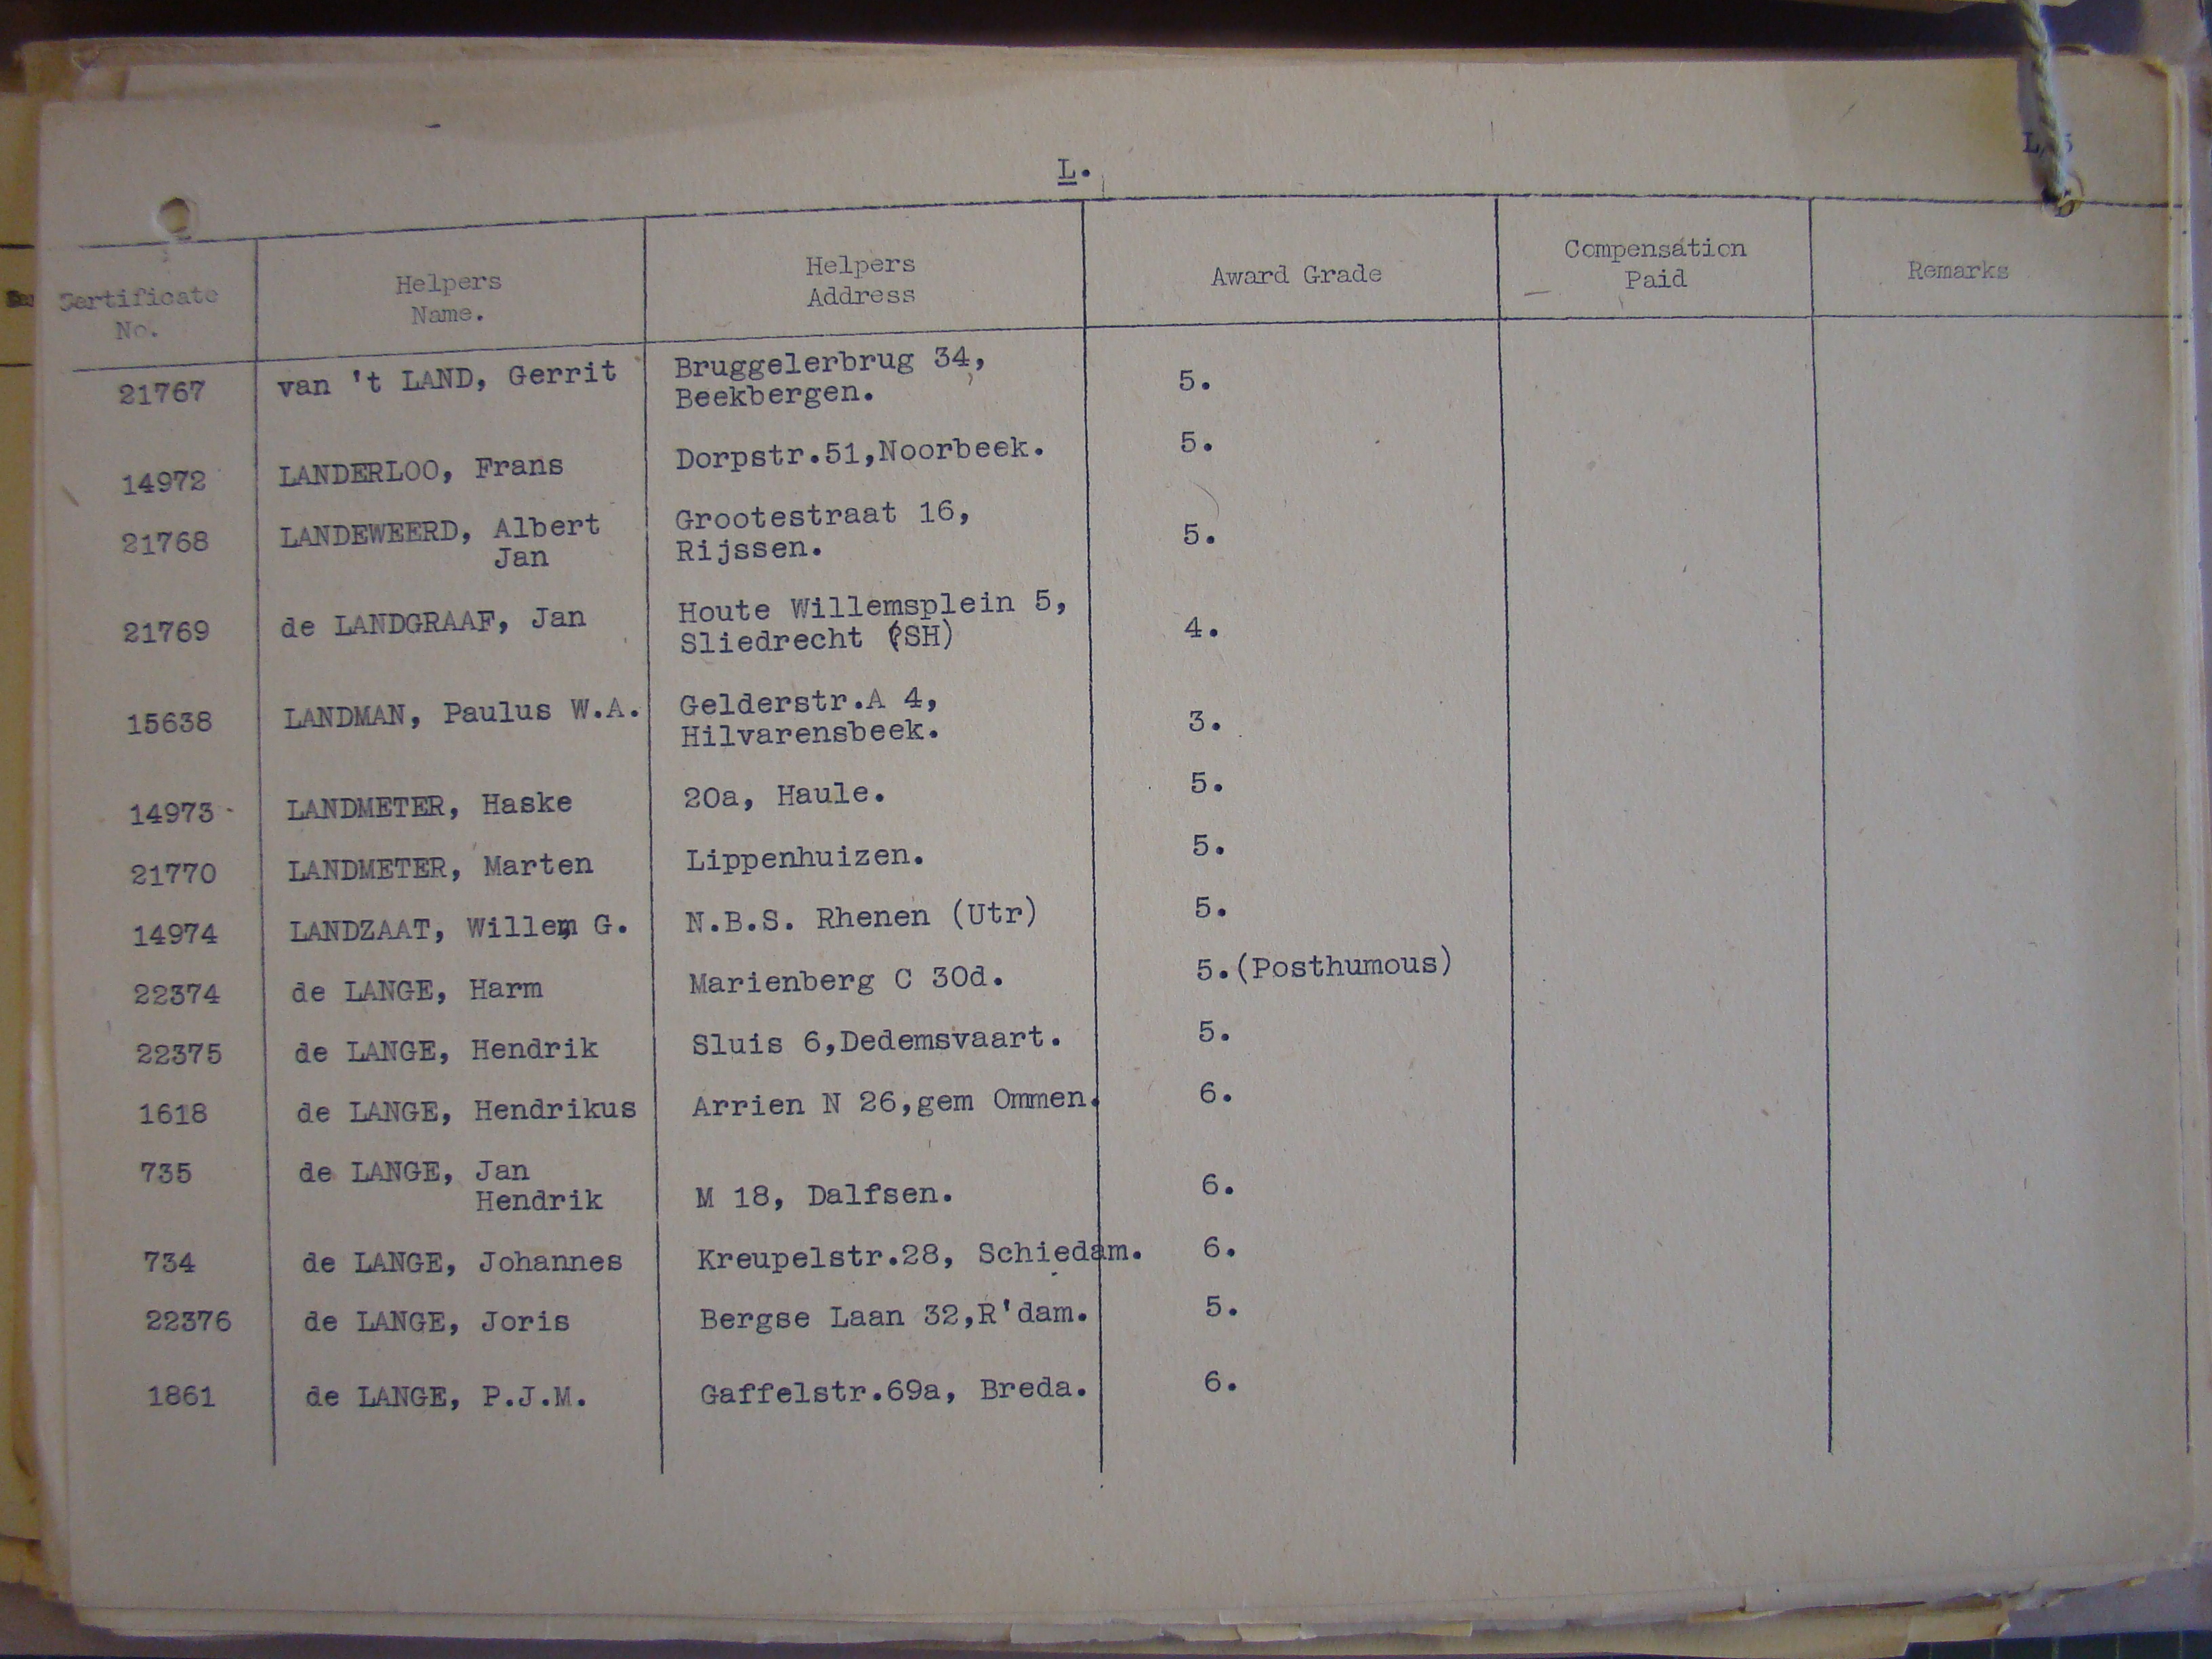 L.
Certificate No.
Helpers Name.
Helpers Address
Award Grade
Compensation Paid
Remarks
21767 van 't LAND, Gerrit Bruggelerbrug 34, 5.
Beekbergen.
14972 LANDERLOO, Frans Dorpstr.51,Noorbeek. 5.
21768 LANDEWEERD, Albert Grootestraat 16, 5.
Jan Rijssen.
21769 de LANDGRAAF, Jan Houte Willemsplein 5, 4.
Sliedrecht (SH)
15638 LANDMAN, Paulus W.A. Gelderstr.A 4, 3.
Hilvarensbeek.
14973 LANDMETER, Haske 20a, Haule. 5.
21770 LANDMETER, Marten Lippenhuizen. 5.
14974 LANDZAAT, Willem G. N.B.S. Rhenen (Utr) 5.
22374 de LANGE, Harm Marienberg C 30d. 5.(Posthumous)
22375 de LANGE, Hendrik Sluis 6,Dedemsvaart. 5.
1618 de LANGE, Hendrikus Arrien N 26,gem Ommen. 6.
735 de LANGE, Jan
Hendrik M 18, Dalfsen. 6.
734 de LANGE, Johannes Kreupelstr.28, Schiedam. 6.
22376 de LANGE, Joris Bergse Laan 32,R'dam. 5.
1861 de LANGE, P.J.M. Gaffelstr.69a, Breda. 6.